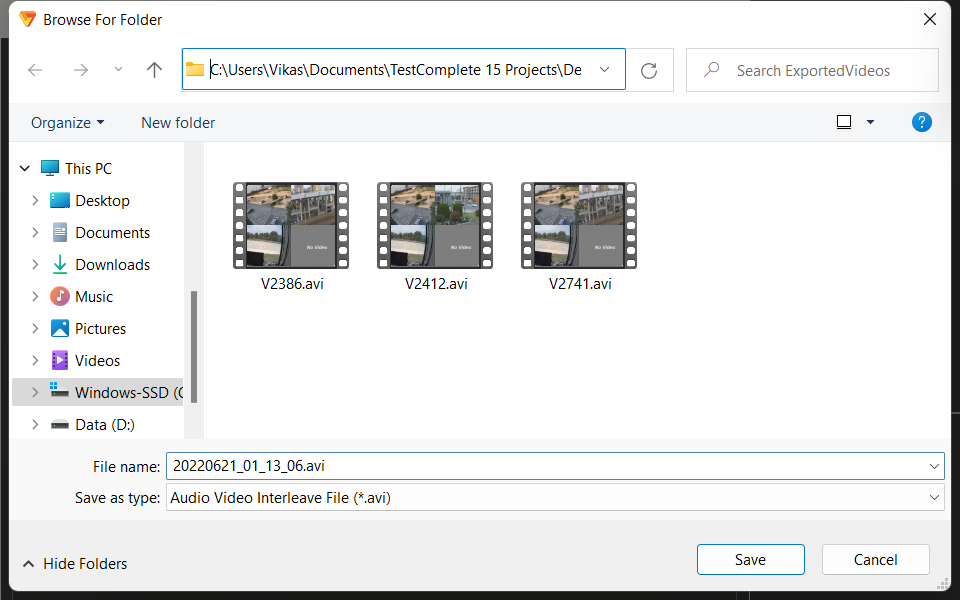 Browse For Folder
C:\Users\Vikas\Documents\TestComplete 15 Projects\De
Search ExportedVideos
Organize
New folder
?
This PC
Desktop
Documents
Downloads
Music
Pictures
Videos
Windows-SSD (C
Data (D:)
No Video
No Video
No Video
V2386.avi
V2412.avi
V2741.avi
File name: 20220621_01_13_06.avi
Save as type: Audio Video Interleave File (*.avi)
Hide Folders
Save
Cancel